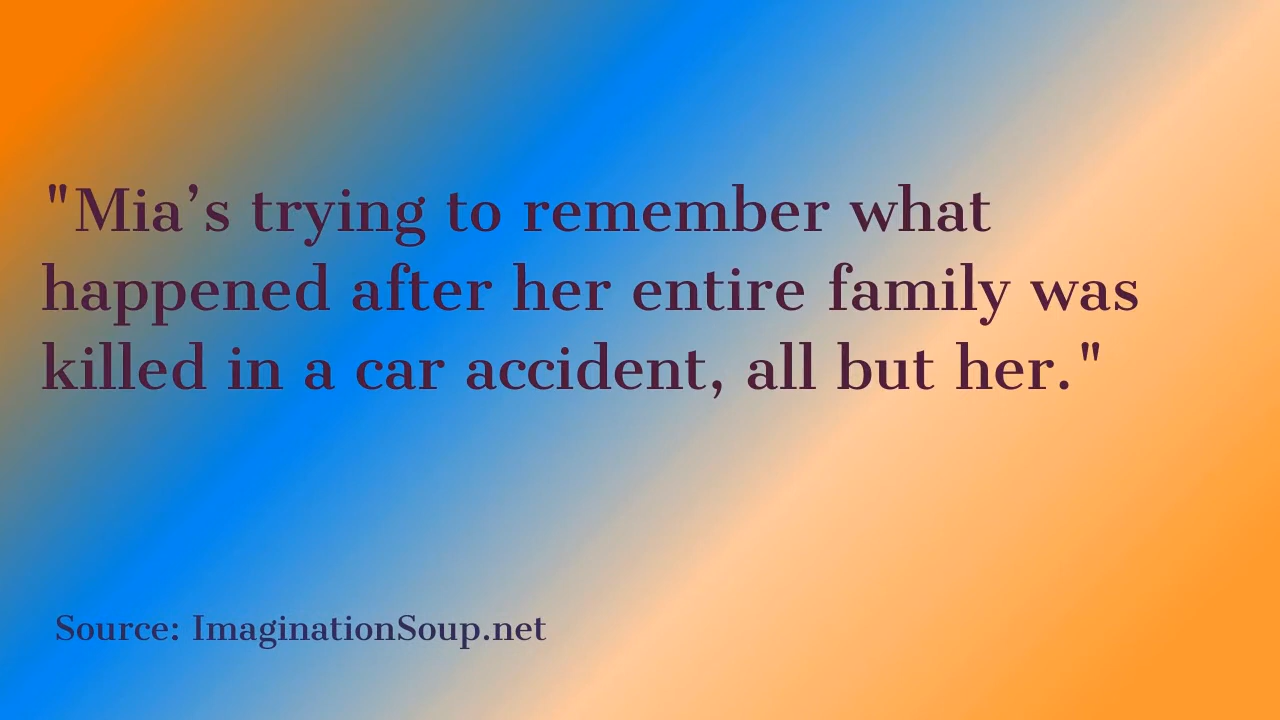 "Mia’s trying to remember what
happened after her entire family was
killed in a car accident, all but her."
Source: ImaginationSoup.net